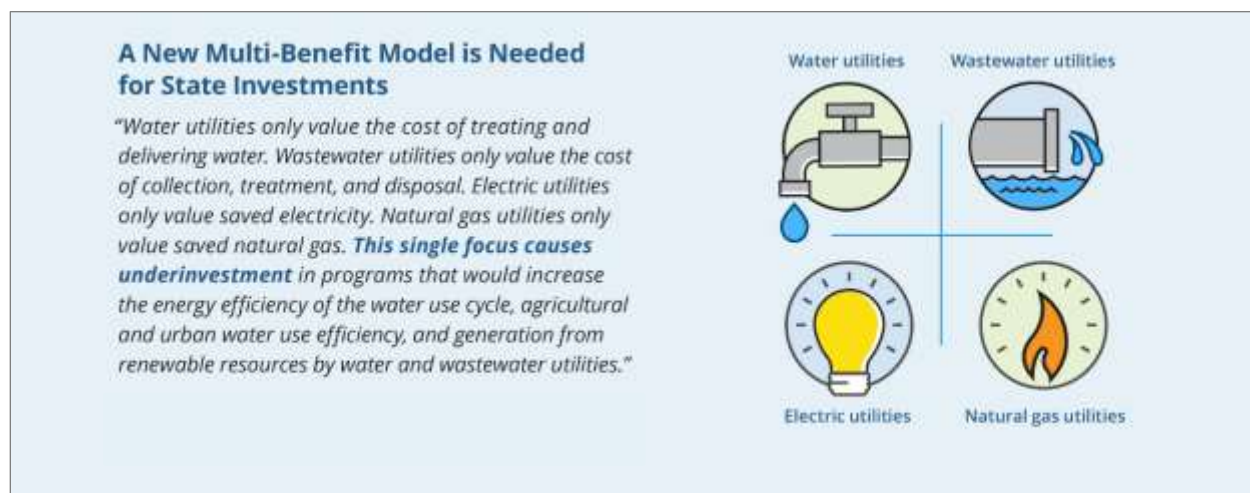 A New Multi-Benefit Model is Needed
for State Investments
“Water utilities only value the cost of treating and
delivering water. Wastewater utilities only value the cost
of collection, treatment, and disposal. Electric utilities
only value saved electricity. Natural gas utilities only
value saved natural gas. This single focus causes
underinvestment in programs that would increase
the energy efficiency of the water use cycle, agricultural
and urban water use efficiency, and generation from
renewable resources by water and wastewater utilities.”
Water utilities
Wastewater utilities
Electric utilities
Natural gas utilities